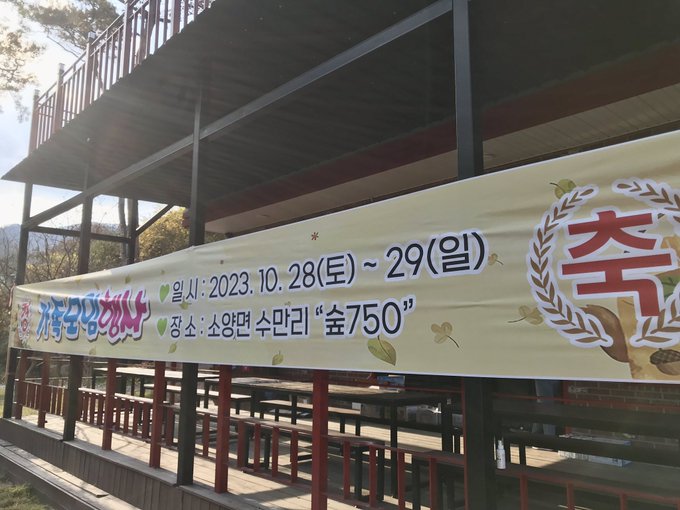 가족모임행사
일 시 : 2023. 10. 28(토) ~ 29(일)
장 소 : 소양면 수만리 “숲750”
축